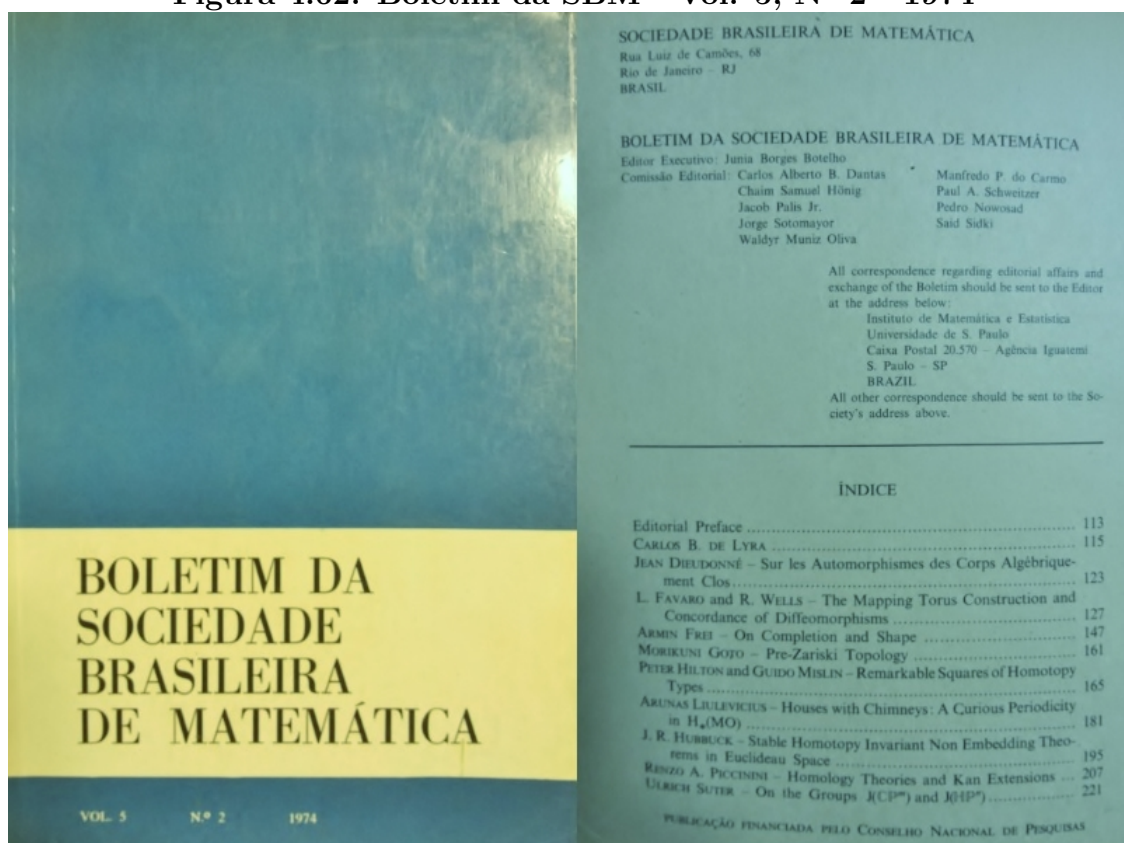 Figura 4.62: Boletim da SBM - vol. 5, Nº 2 - 1974
BOLETIM DA
SOCIEDADE
BRASILEIRA
DE MATEMÁTICA
VOL. 5 N.º 2 1974
SOCIEDADE BRASILEIRA DE MATEMÁTICA
Rua Luiz de Camões, 68
Rio de Janeiro - RJ
BRASIL
BOLETIM DA SOCIEDADE BRASILEIRA DE MATEMÁTICA
Editor Executivo: Junia Borges Botelho
Comissão Editorial: Carlos Alberto B. Dantas Manfredo P. do Carmo
Chaim Samuel Hönig Paul A. Schweitzer
Jacob Palis Jr. Pedro Nowosad
Jorge Sotomayor Said Sidki
Waldyr Muniz Oliva
All correspondence regarding editorial affairs and
exchange of the Boletim should be sent to the Editor
at the address below:
Instituto de Matemática e Estatística
Universidade de S. Paulo
Caixa Postal 20.570 - Agência Iguatemi
S. Paulo - SP
BRAZIL
All other correspondence should be sent to the So-
ciety's address above.
ÍNDICE
Editorial Preface ........ 113
CARLOS B. DE LYRA ........ 115
JEAN DIEUDONNÉ - Sur les Automorphismes des Corps Algébrique-
ment Clos ........ 123
L. FAVARO and R. WELLS - The Mapping Torus Construction and
Concordance of Diffeomorphisms ........ 127
ARMIN FREI - On Completion and Shape ........ 147
MORIKUNI GOTO - Pre-Zariski Topology ........ 161
PETER HILTON and GUIDO MISLIN - Remarkable Squares of Homotopy
Types ........ 165
ARUNAS LIULEVICIUS - Houses with Chimneys: A Curious Periodicity
in H*(MO) ........ 181
J. R. HUBBUCK - Stable Homotopy Invariant Non Embedding Theo-
rems in Euclideau Space ........ 195
RENZO A. PICCININI - Homology Theories and Kan Extensions ... 207
ULRICH SUTER - On the Groups J(CPⁿ) and J(HPⁿ) ........ 221
PUBLICAÇÃO FINANCIADA PELO CONSELHO NACIONAL DE PESQUISAS